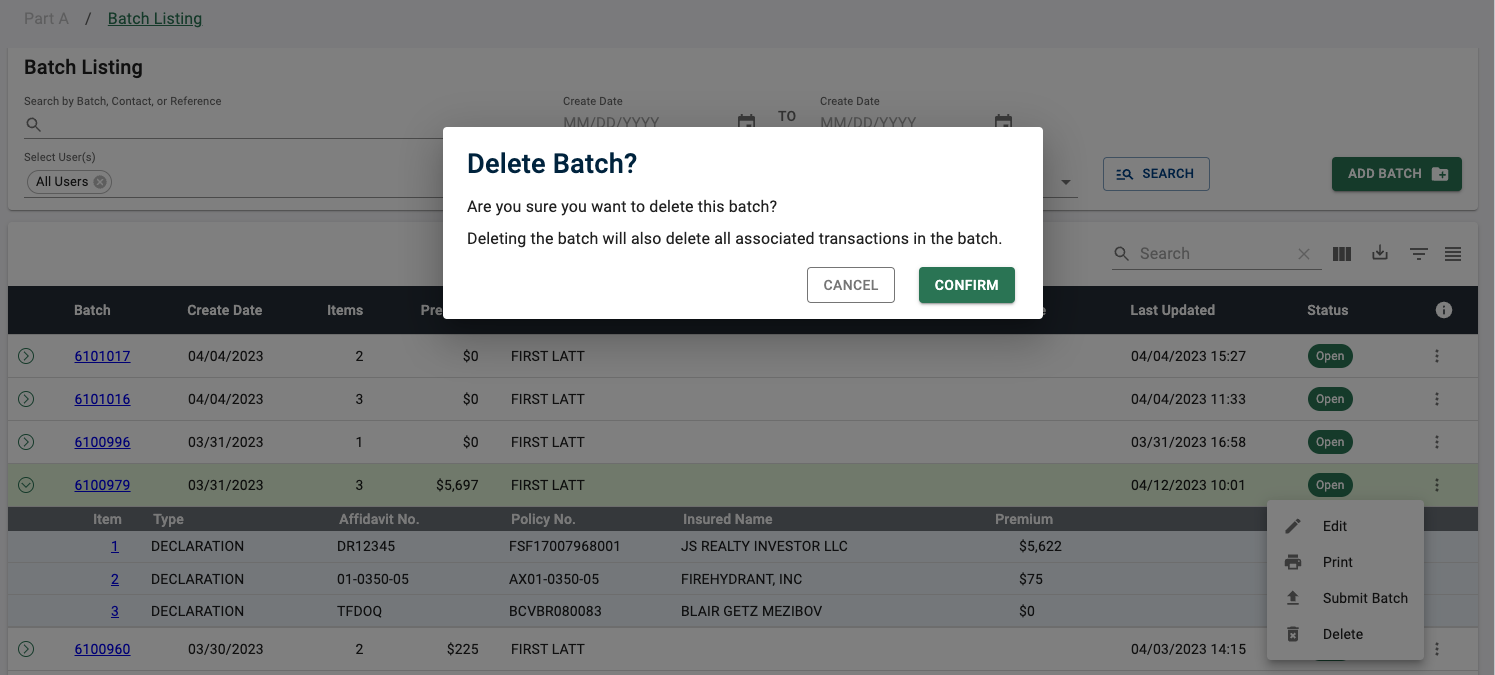 Part A / Batch Listing
Batch Listing
Search by Batch, Contact, or Reference
Create Date
Create Date
MM/DD/YYYY
TO
MM/DD/YYYY
Select User(s)
All Users
SEARCH
ADD BATCH
Delete Batch?
Are you sure you want to delete this batch?
Deleting the batch will also delete all associated transactions in the batch.
CANCEL
CONFIRM
Search
Batch Create Date Items Last Updated Status
6101017 04/04/2023 2 $0 FIRST LATT 04/04/2023 15:27 Open
6101016 04/04/2023 3 $0 FIRST LATT 04/04/2023 11:33 Open
6100996 03/31/2023 1 $0 FIRST LATT 03/31/2023 16:58 Open
6100979 03/31/2023 3 $5,697 FIRST LATT 04/12/2023 10:01 Open
Item Type Affidavit No. Policy No. Insured Name Premium
1 DECLARATION DR12345 FSF17007968001 JS REALTY INVESTOR LLC $5,622
2 DECLARATION 01-0350-05 AX01-0350-05 FIREHYDRANT, INC $75
3 DECLARATION TFDOQ BCVBR080083 BLAIR GETZ MEZIBOV $0
6100960 03/30/2023 2 $225 FIRST LATT 04/03/2023 14:15
Edit
Print
Submit Batch
Delete